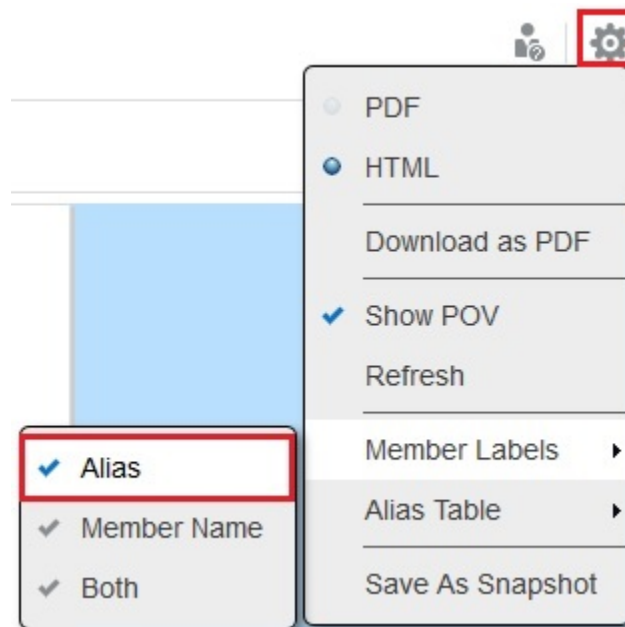 PDF
HTML
Download as PDF
Show POV
Refresh
Member Labels
Alias Table
Save As Snapshot
Alias
Member Name
Both